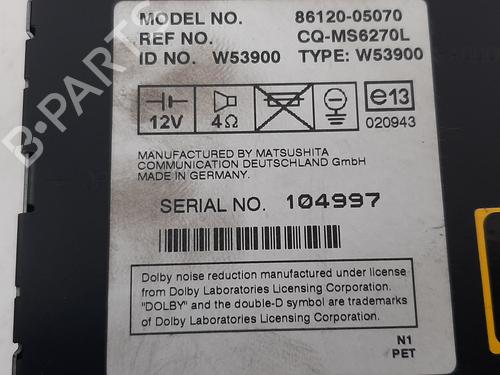 MODEL NO. 86120-05070
REF NO. CQ-MS6270L
ID NO. W53900 TYPE: W53900
12V 4Ω e13
020943
MANUFACTURED BY MATSUSHITA
COMMUNICATION DEUTSCHLAND GmbH
MADE IN GERMANY.
SERIAL NO. 104997
Dolby noise reduction manufactured under license
from Dolby Laboratories Licensing Corporation.
"DOLBY" and the double-D symbol are trademarks
of Dolby Laboratories Licensing Corporation.
N1
PET
B-PARTS